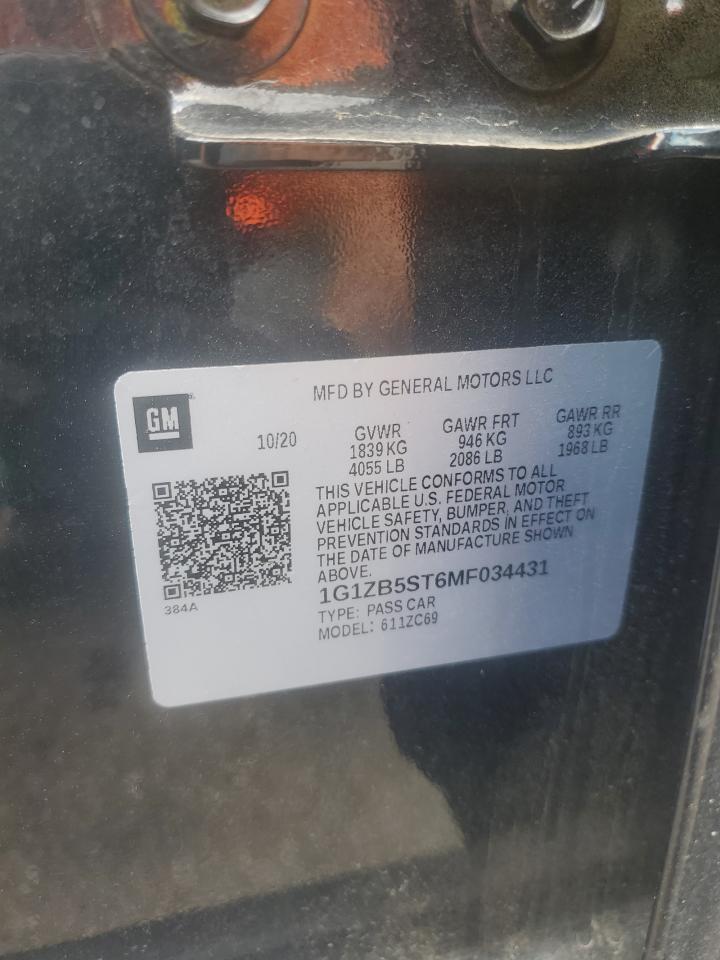 MFD BY GENERAL MOTORS LLC
GM
10/20
GVWR
1839 KG
4055 LB
GAWR FRT
946 KG
2086 LB
GAWR RR
893 KG
1968 LB
THIS VEHICLE CONFORMS TO ALL
APPLICABLE U.S. FEDERAL MOTOR
VEHICLE SAFETY, BUMPER, AND THEFT
PREVENTION STANDARDS IN EFFECT ON
THE DATE OF MANUFACTURE SHOWN
ABOVE.
1G1ZB5ST6MF034431
TYPE: PASS CAR
MODEL: 611ZC69
384A